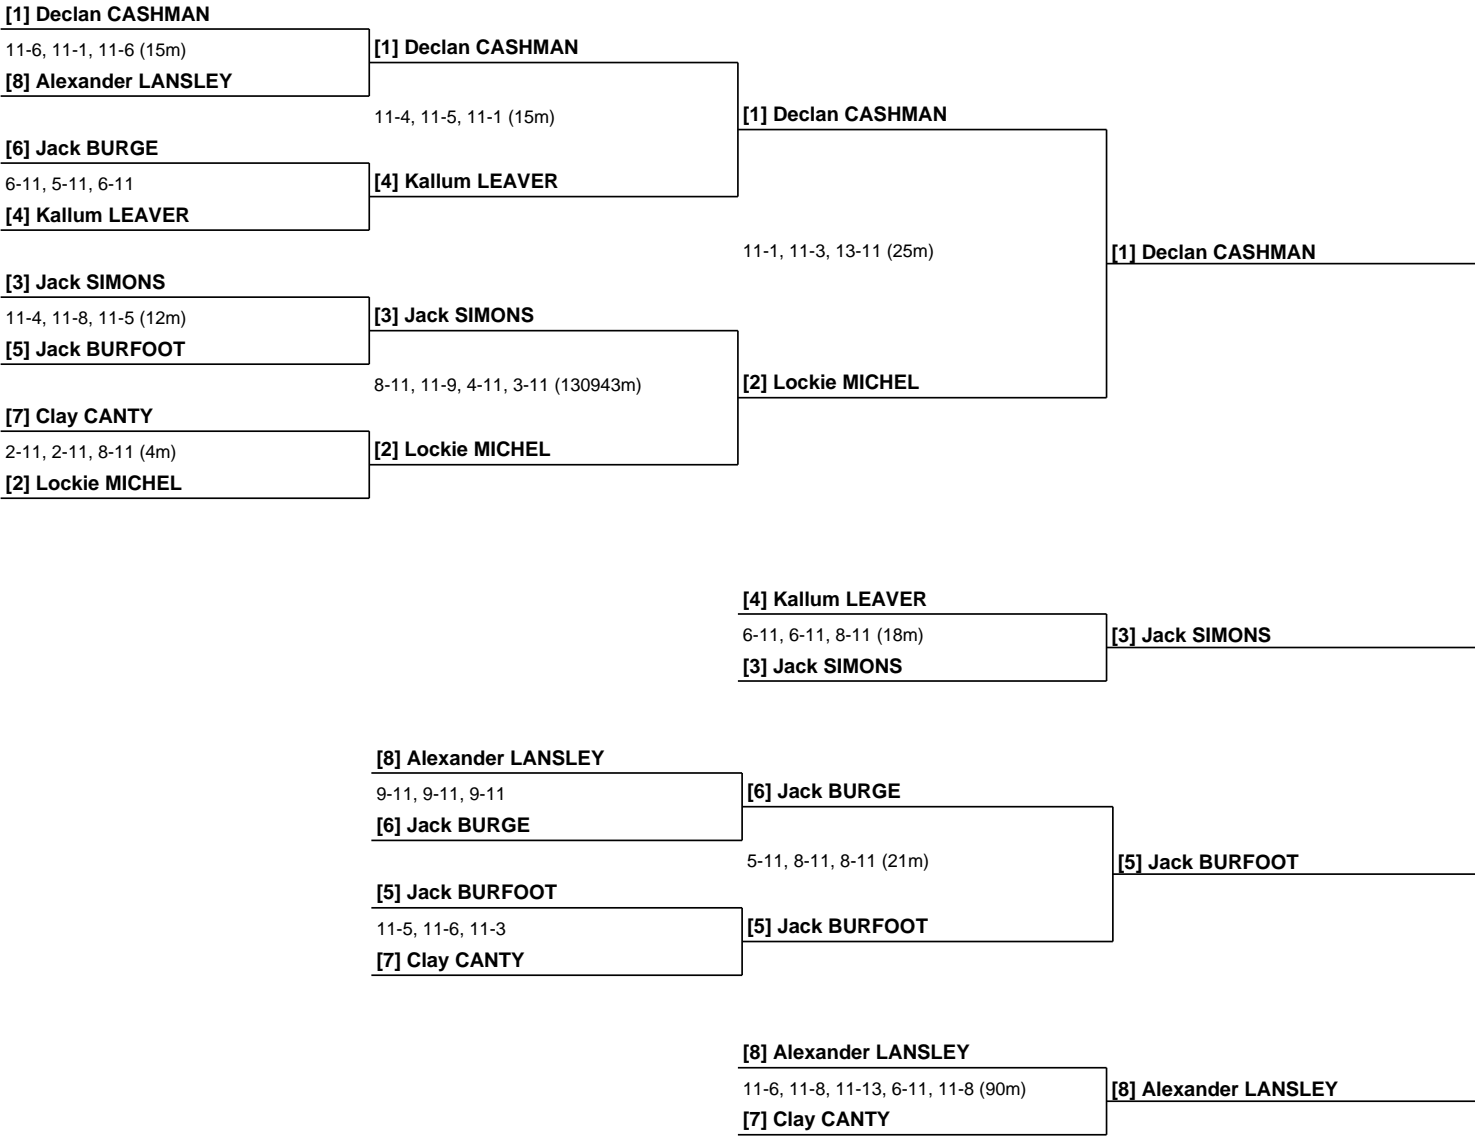 [1] Declan CASHMAN
11-6, 11-1, 11-6 (15m)
[8] Alexander LANSLEY
[6] Jack BURGE
6-11, 5-11, 6-11
[4] Kallum LEAVER
[3] Jack SIMONS
11-4, 11-8, 11-5 (12m)
[5] Jack BURFOOT
[7] Clay CANTY
2-11, 2-11, 8-11 (4m)
[2] Lockie MICHEL
[1] Declan CASHMAN
11-4, 11-5, 11-1 (15m)
[4] Kallum LEAVER
[3] Jack SIMONS
8-11, 11-9, 4-11, 3-11 (130943m)
[2] Lockie MICHEL
[1] Declan CASHMAN
11-1, 11-3, 13-11 (25m)
[2] Lockie MICHEL
[1] Declan CASHMAN
[4] Kallum LEAVER
6-11, 6-11, 8-11 (18m)
[3] Jack SIMONS
[3] Jack SIMONS
[8] Alexander LANSLEY
9-11, 9-11, 9-11
[6] Jack BURGE
[5] Jack BURFOOT
11-5, 11-6, 11-3
[7] Clay CANTY
[6] Jack BURGE
5-11, 8-11, 8-11 (21m)
[5] Jack BURFOOT
[5] Jack BURFOOT
[8] Alexander LANSLEY
11-6, 11-8, 11-13, 6-11, 11-8 (90m)
[7] Clay CANTY
[8] Alexander LANSLEY